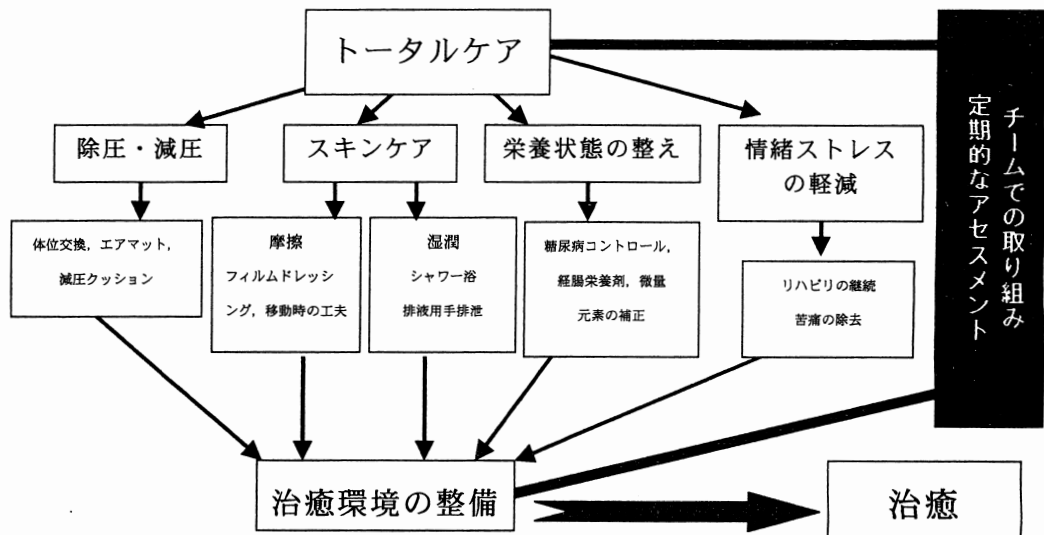 トータルケア
除圧・減圧
スキンケア
栄養状態の整え
情緒ストレス
の軽減
体位交換，エアマット，
減圧クッション
摩擦
フィルムドレッシ
ング，移動時の工夫
湿潤
シャワー浴
排液用手排泄
糖尿病コントロール，
経腸栄養剤，微量
元素の補正
リハビリの継続
苦痛の除去
チームでの取り組み
定期的なアセスメント
治癒環境の整備
治癒